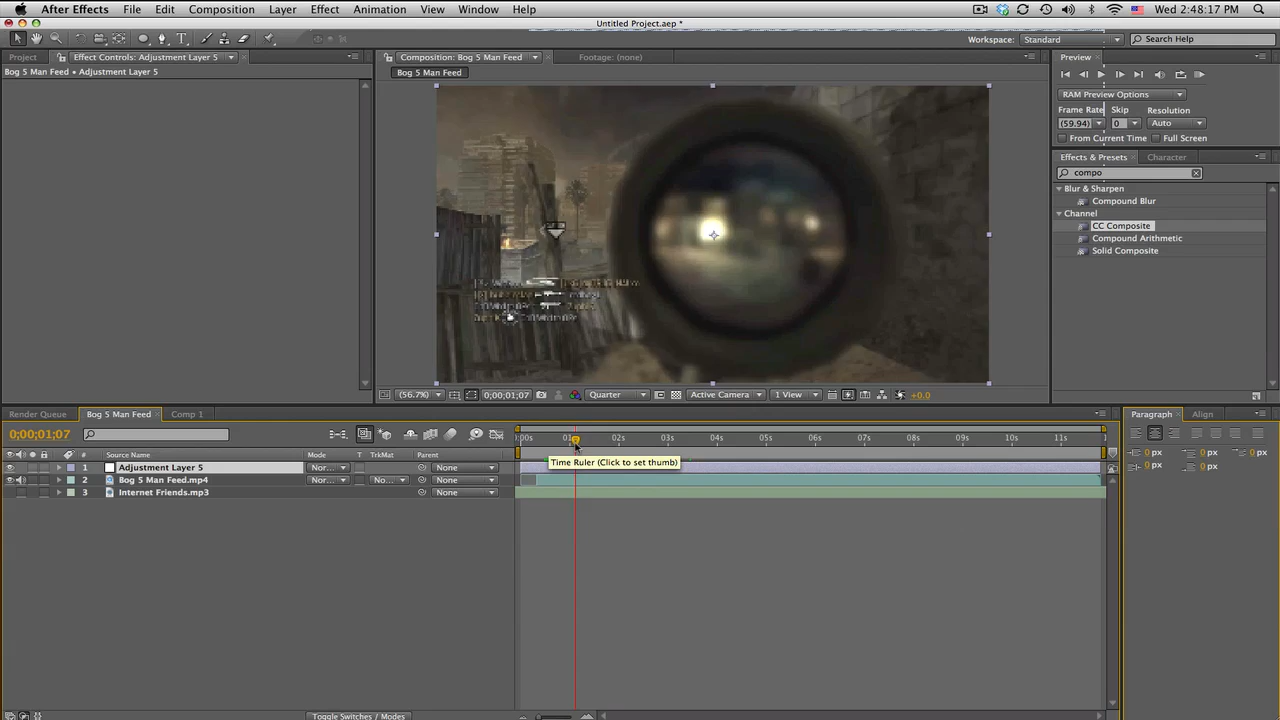 After Effects File Edit Composition Layer Effect Animation View Window Help Wed 2:48:17 PM
Untitled Project.aep *
Workspace: Standard Search Help
Project Effect Controls: Adjustment Layer 5 Composition: Bog 5 Man Feed Footage: (none) Preview
Bog 5 Man Feed • Adjustment Layer 5 Bog 5 Man Feed
RAM Preview Options
Frame Rate Skip Resolution
(59.94) 0 Auto
From Current Time Full Screen
Effects & Presets Character
compo
Blur & Sharpen
Compound Blur
Channel
CC Composite
Compound Arithmetic
Solid Composite
(56.7%) 0;00;01;07 Quarter Active Camera 1 View +0.0
Render Queue Bog 5 Man Feed Comp 1 Paragraph Align
0;00;01;07 :00s 01s 02s 03s 04s 05s 06s 07s 08s 09s 10s 11s
# Source Name Mode T TrkMat Parent
0 px 0 px 0 px
0 px 0 px
1 Adjustment Layer 5 Nor... None
2 Bog 5 Man Feed.mp4 Nor... No... None
3 Internet Friends.mp3 None
Time Ruler (Click to set thumb)
Toggle Switches / Modes